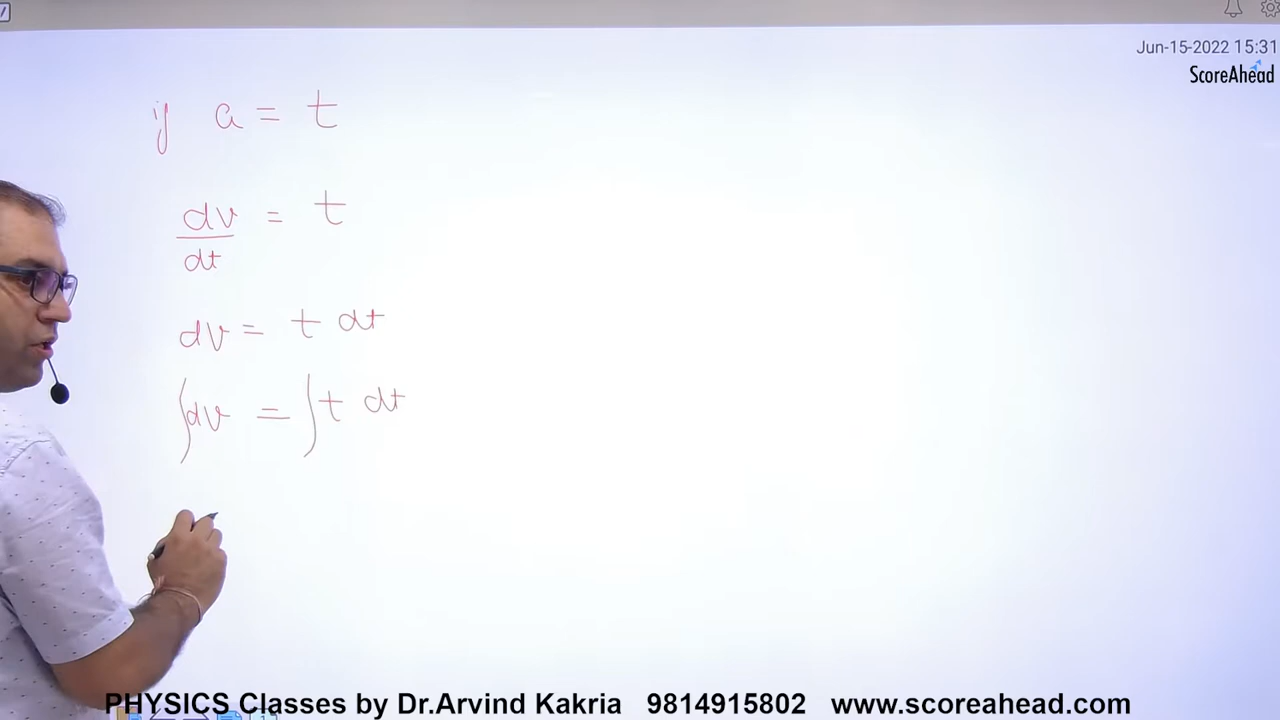 Jun-15-2022 15:31
ScoreAhead
if a = t
dv/dt = t
dv = t dt
∫dv = ∫t dt
PHYSICS Classes by Dr.Arvind Kakria 9814915802 www.scoreahead.com